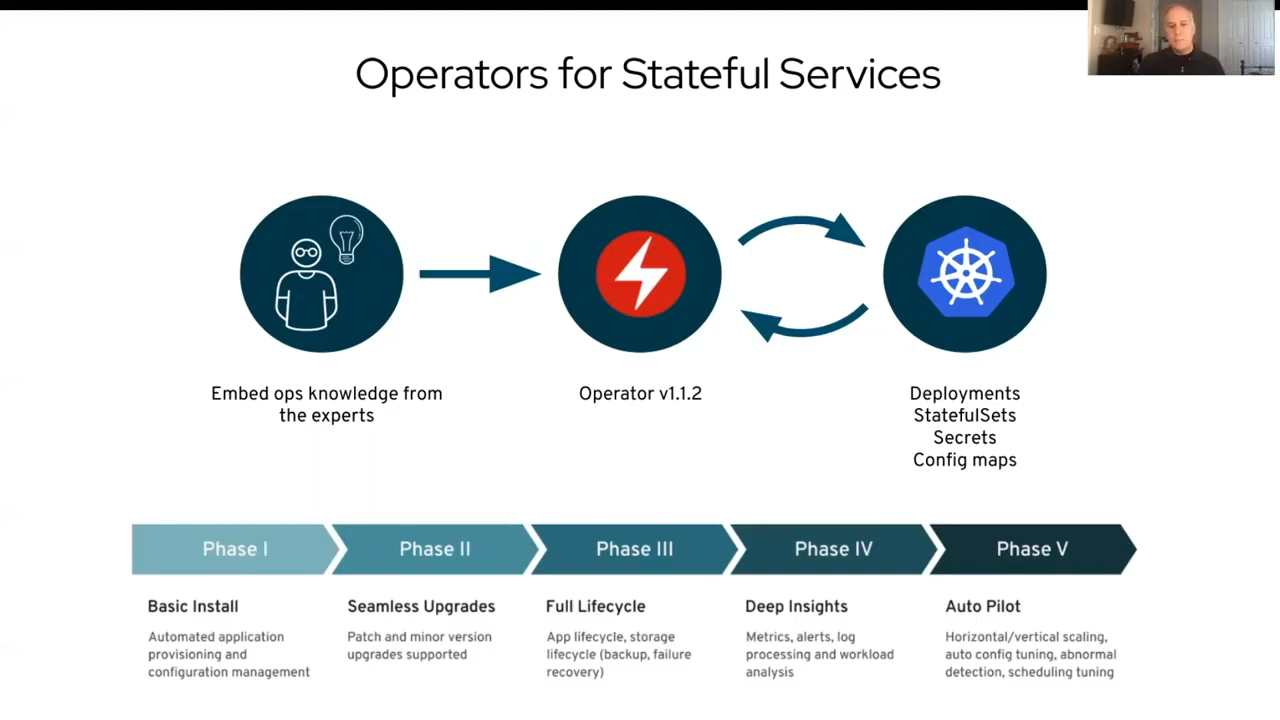 Operators for Stateful Services
Embed ops knowledge from
the experts
Operator v1.1.2
Deployments
StatefulSets
Secrets
Config maps
Phase I
Phase II
Phase III
Phase IV
Phase V
Basic Install
Automated application
provisioning and
configuration management
Seamless Upgrades
Patch and minor version
upgrades supported
Full Lifecycle
App lifecycle, storage
lifecycle (backup, failure
recovery)
Deep Insights
Metrics, alerts, log
processing and workload
analysis
Auto Pilot
Horizontal/vertical scaling,
auto config tuning, abnormal
detection, scheduling tuning